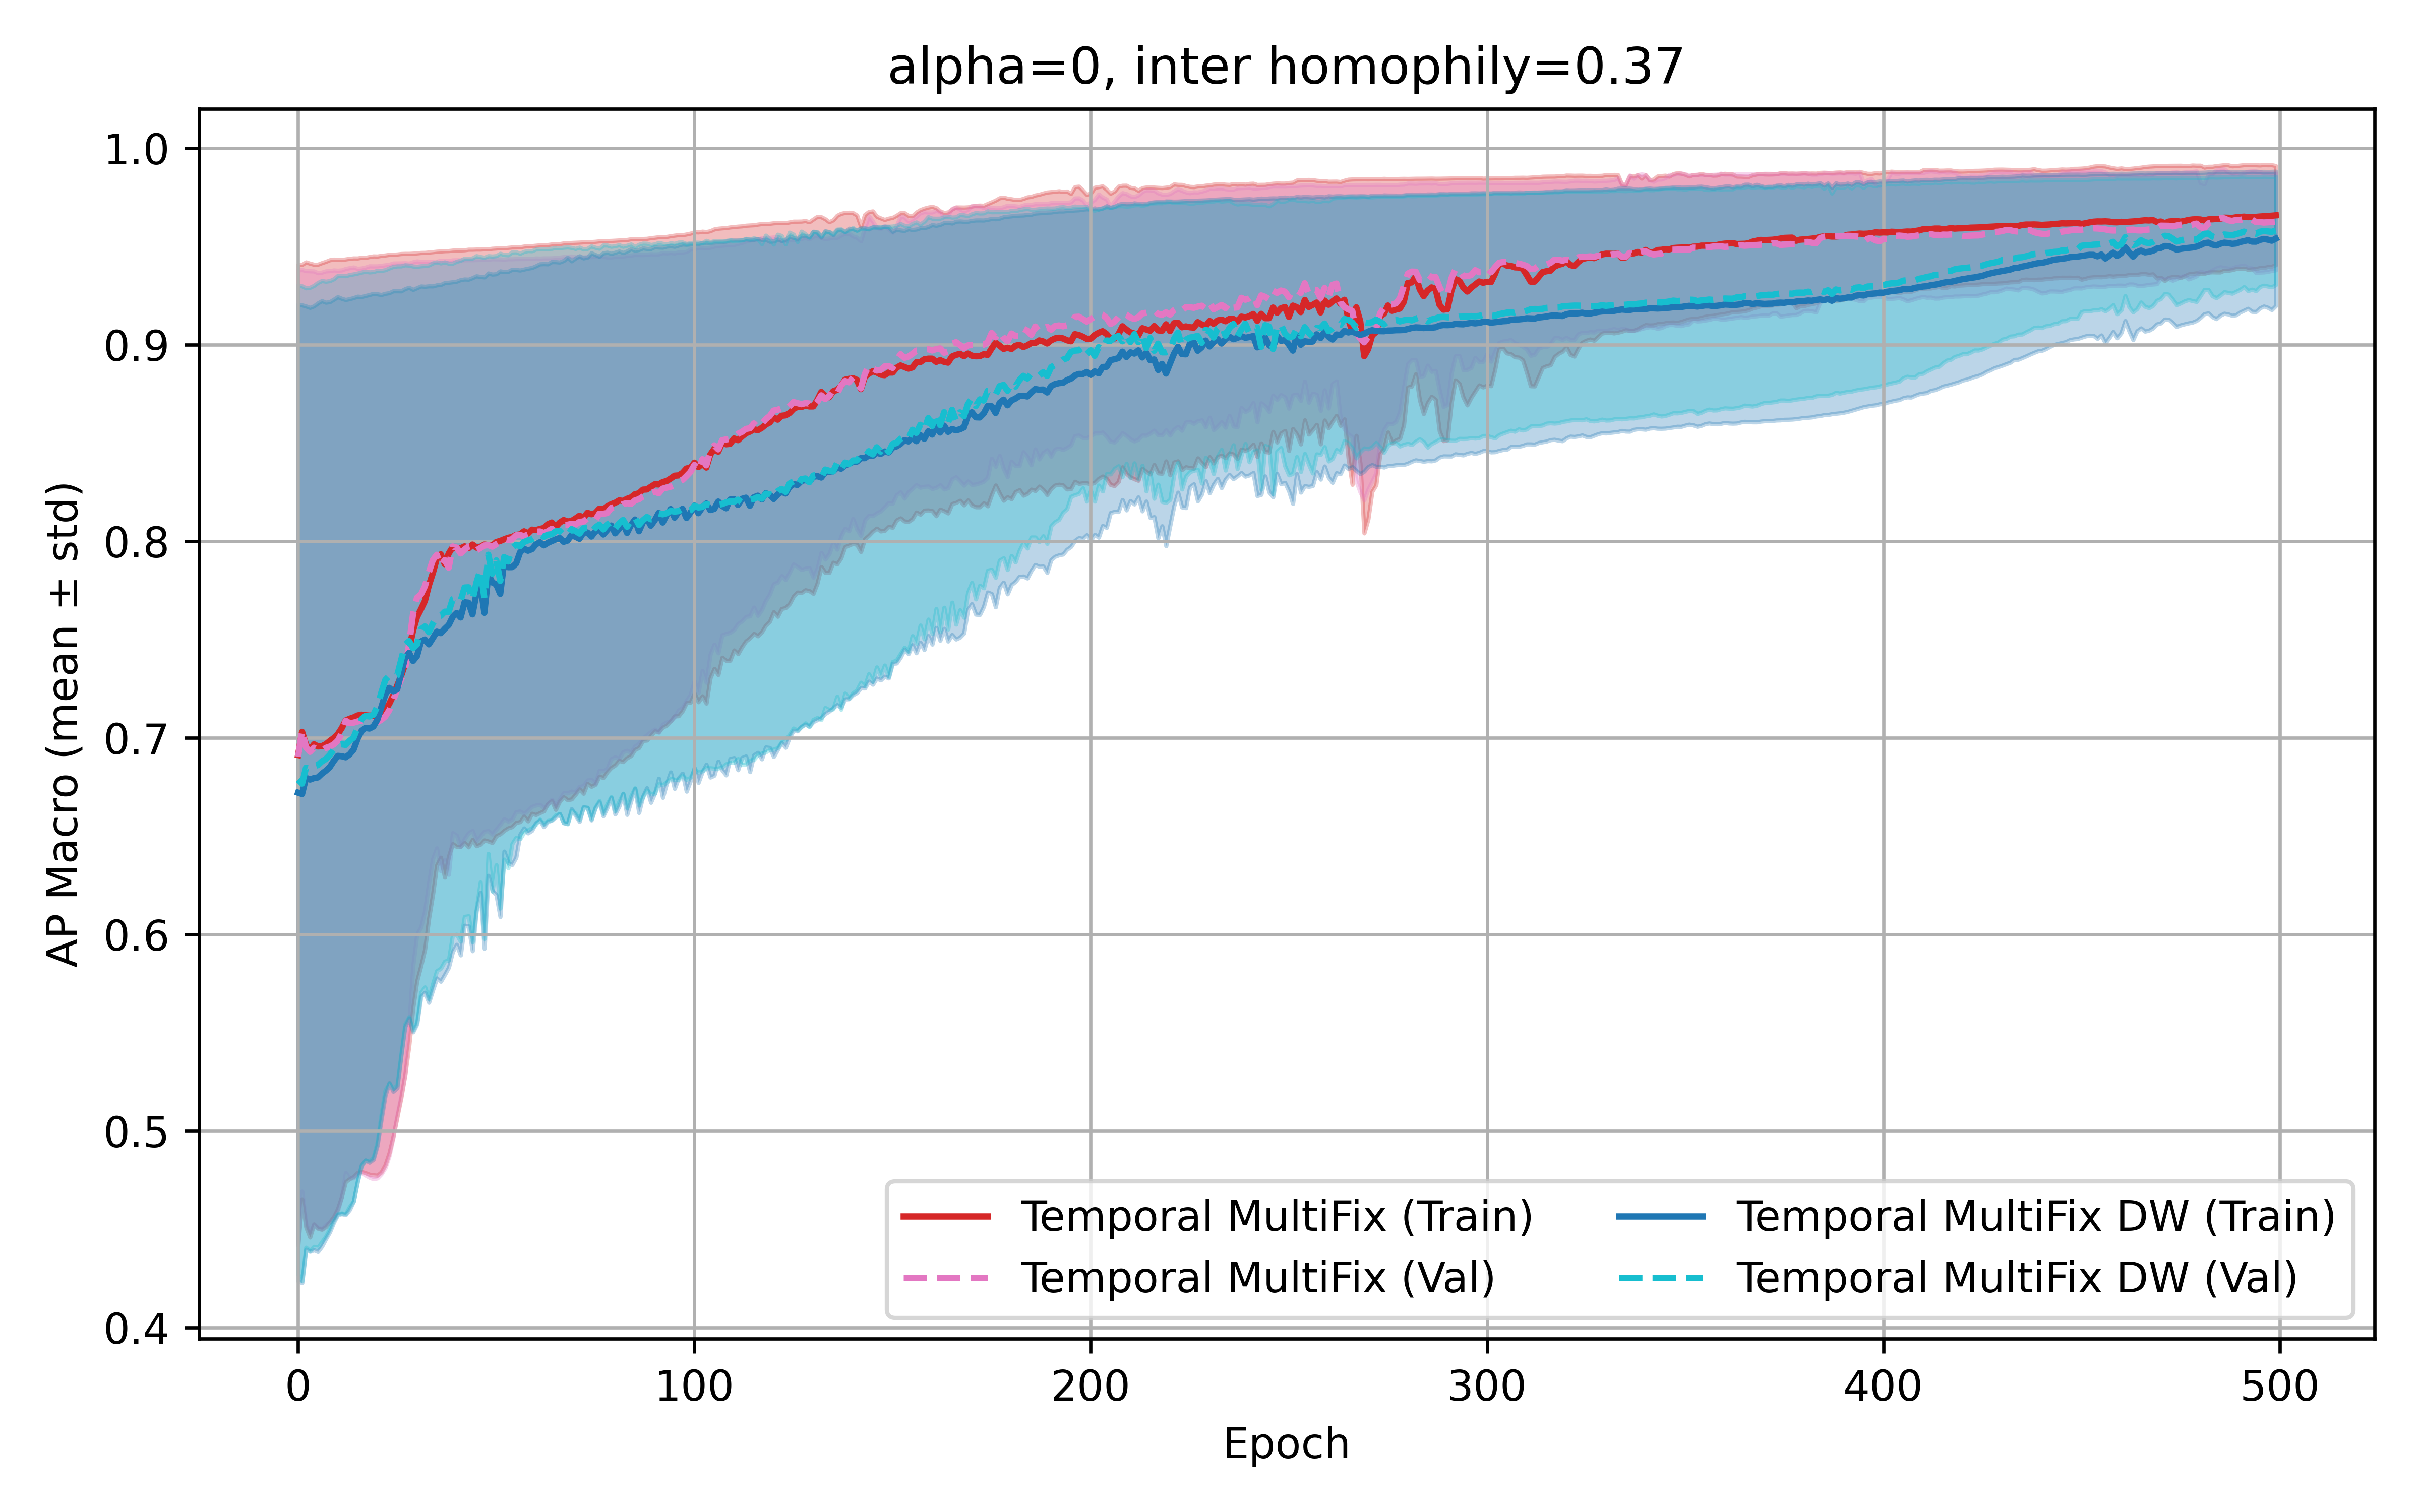 alpha=0, inter homophily=0.37
1.0
0.9
0.8
0.7
0.6
0.5
0.4
AP Macro (mean ± std)
0 100 200 300 400 500
Epoch
Temporal MultiFix (Train)
Temporal MultiFix (Val)
Temporal MultiFix DW (Train)
Temporal MultiFix DW (Val)